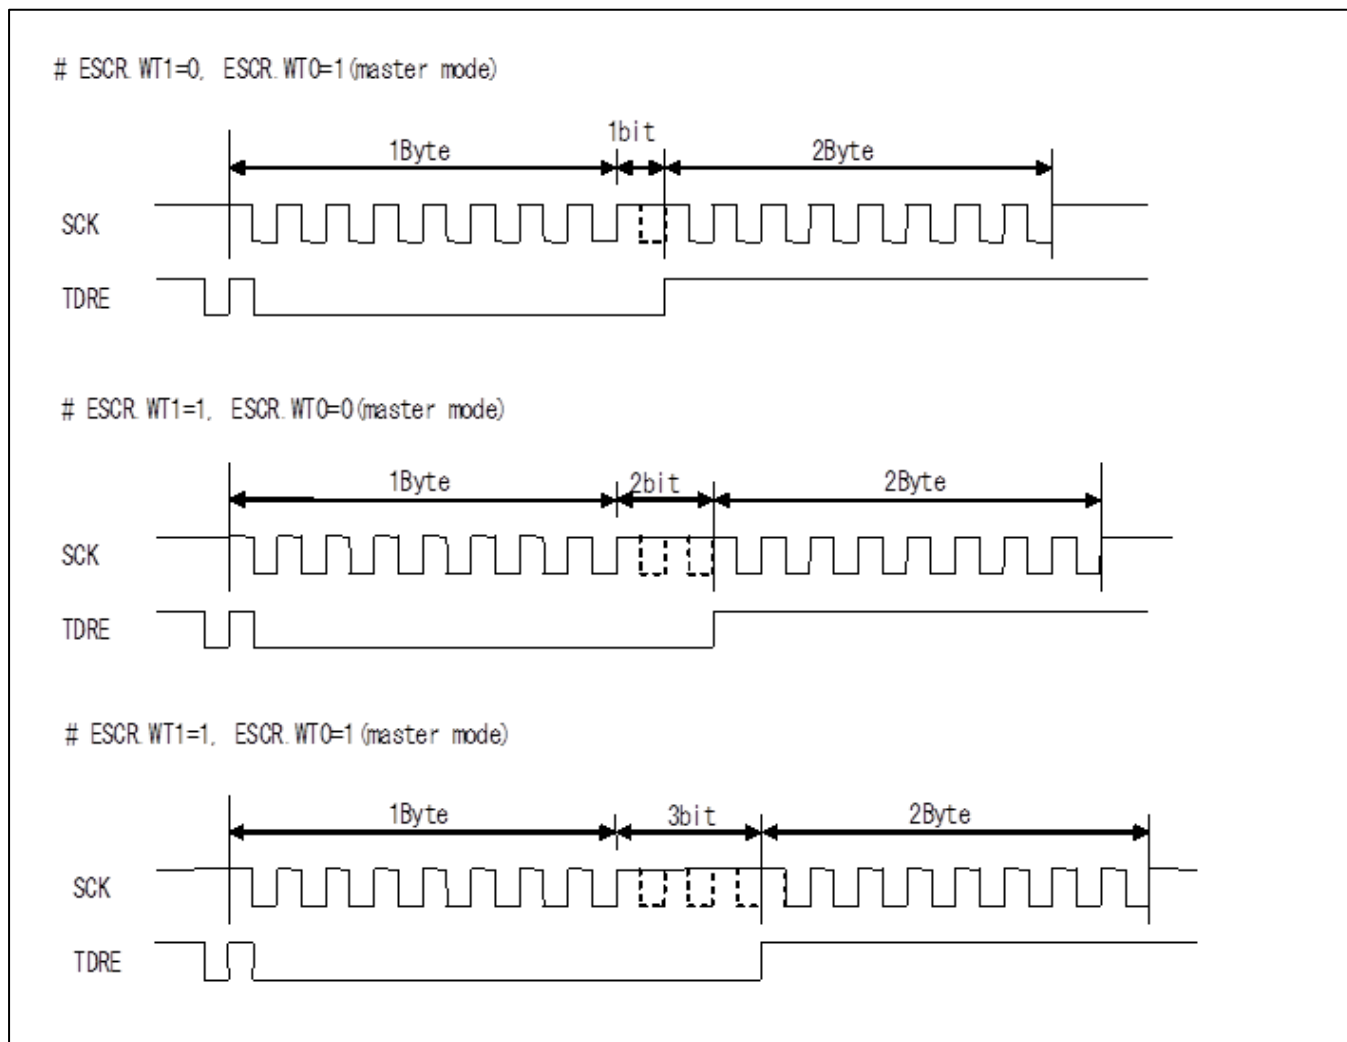 # ESCR.WT1=0, ESCR.WT0=1(master mode)
1Byte 1bit 2Byte
SCK
TDRE
# ESCR.WT1=1, ESCR.WT0=0(master mode)
1Byte 2bit 2Byte
SCK
TDRE
# ESCR.WT1=1, ESCR.WT0=1(master mode)
1Byte 3bit 2Byte
SCK
TDRE